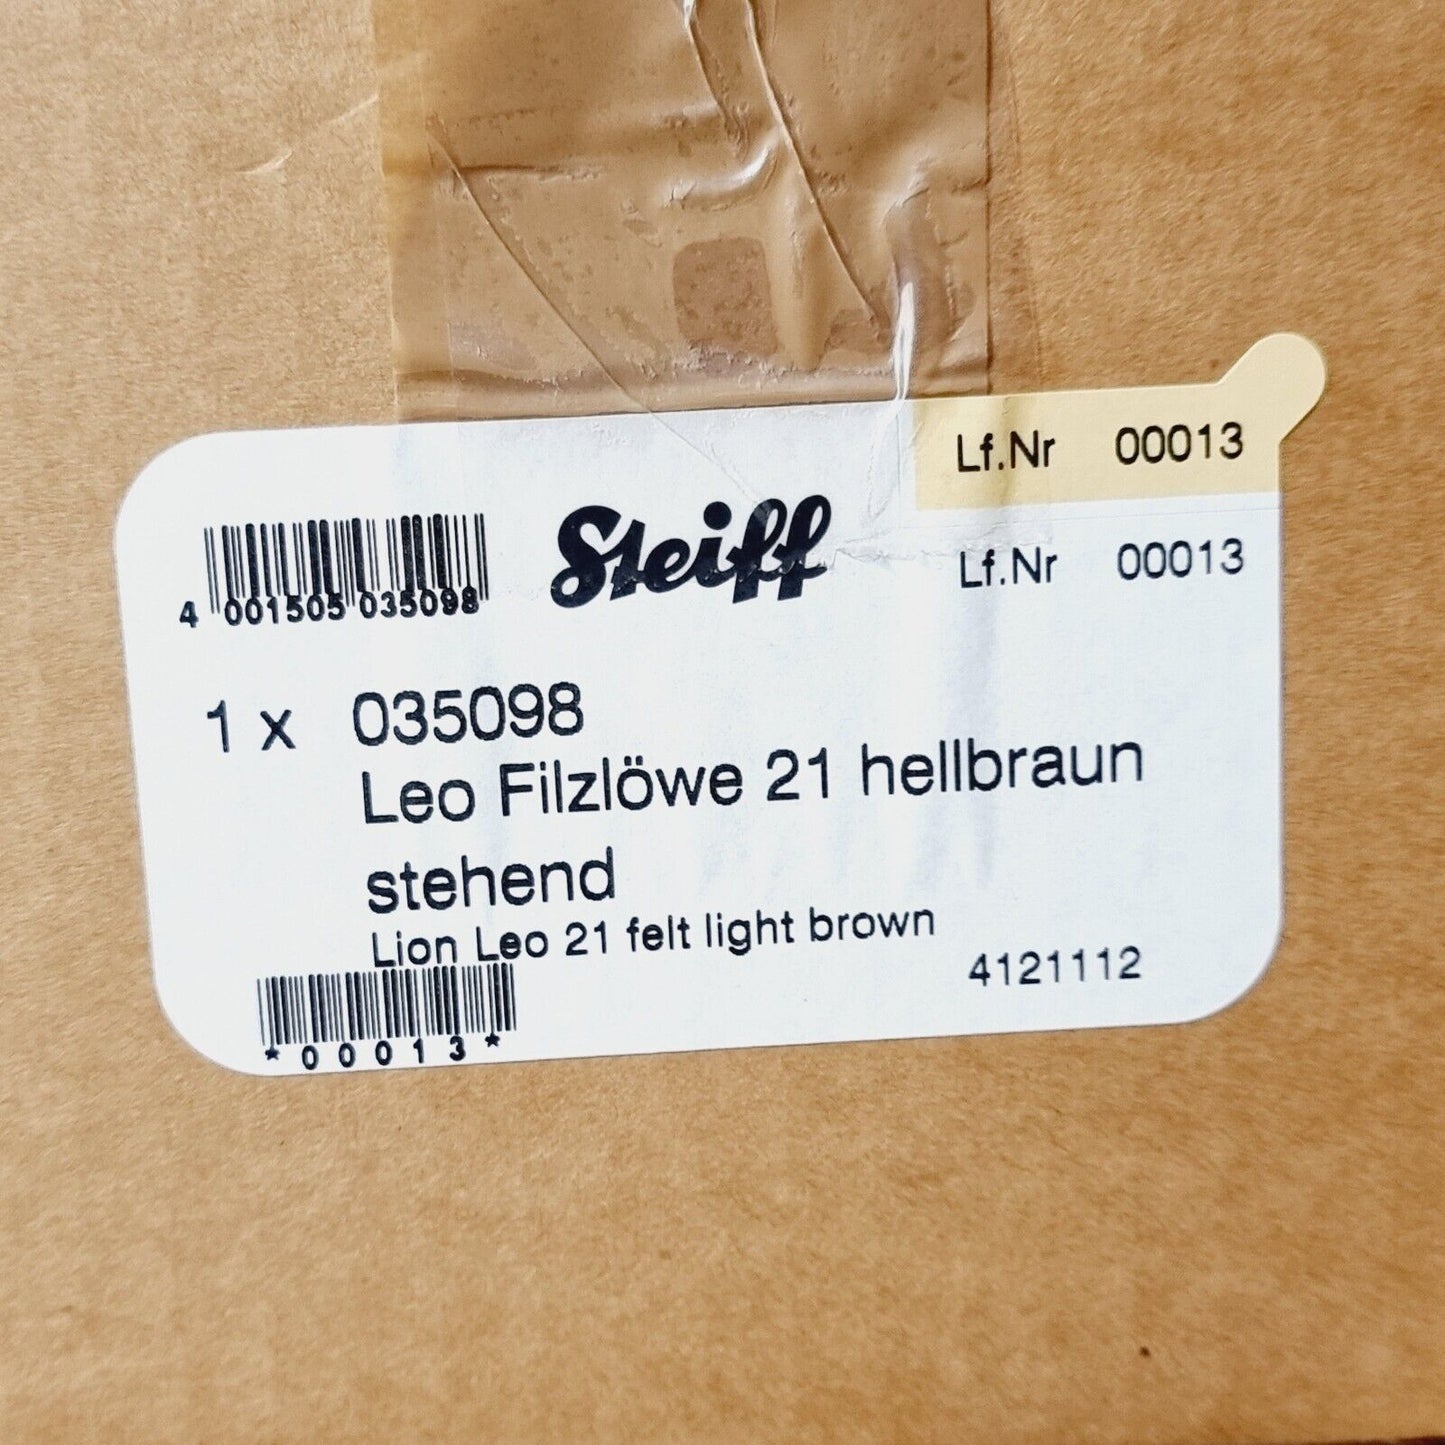 Lf.Nr 00013
Steiff
Lf.Nr 00013
4 001505 035098
1 x 035098
Leo Filzlöwe 21 hellbraun
stehend
Lion Leo 21 felt light brown
4121112
*00013*